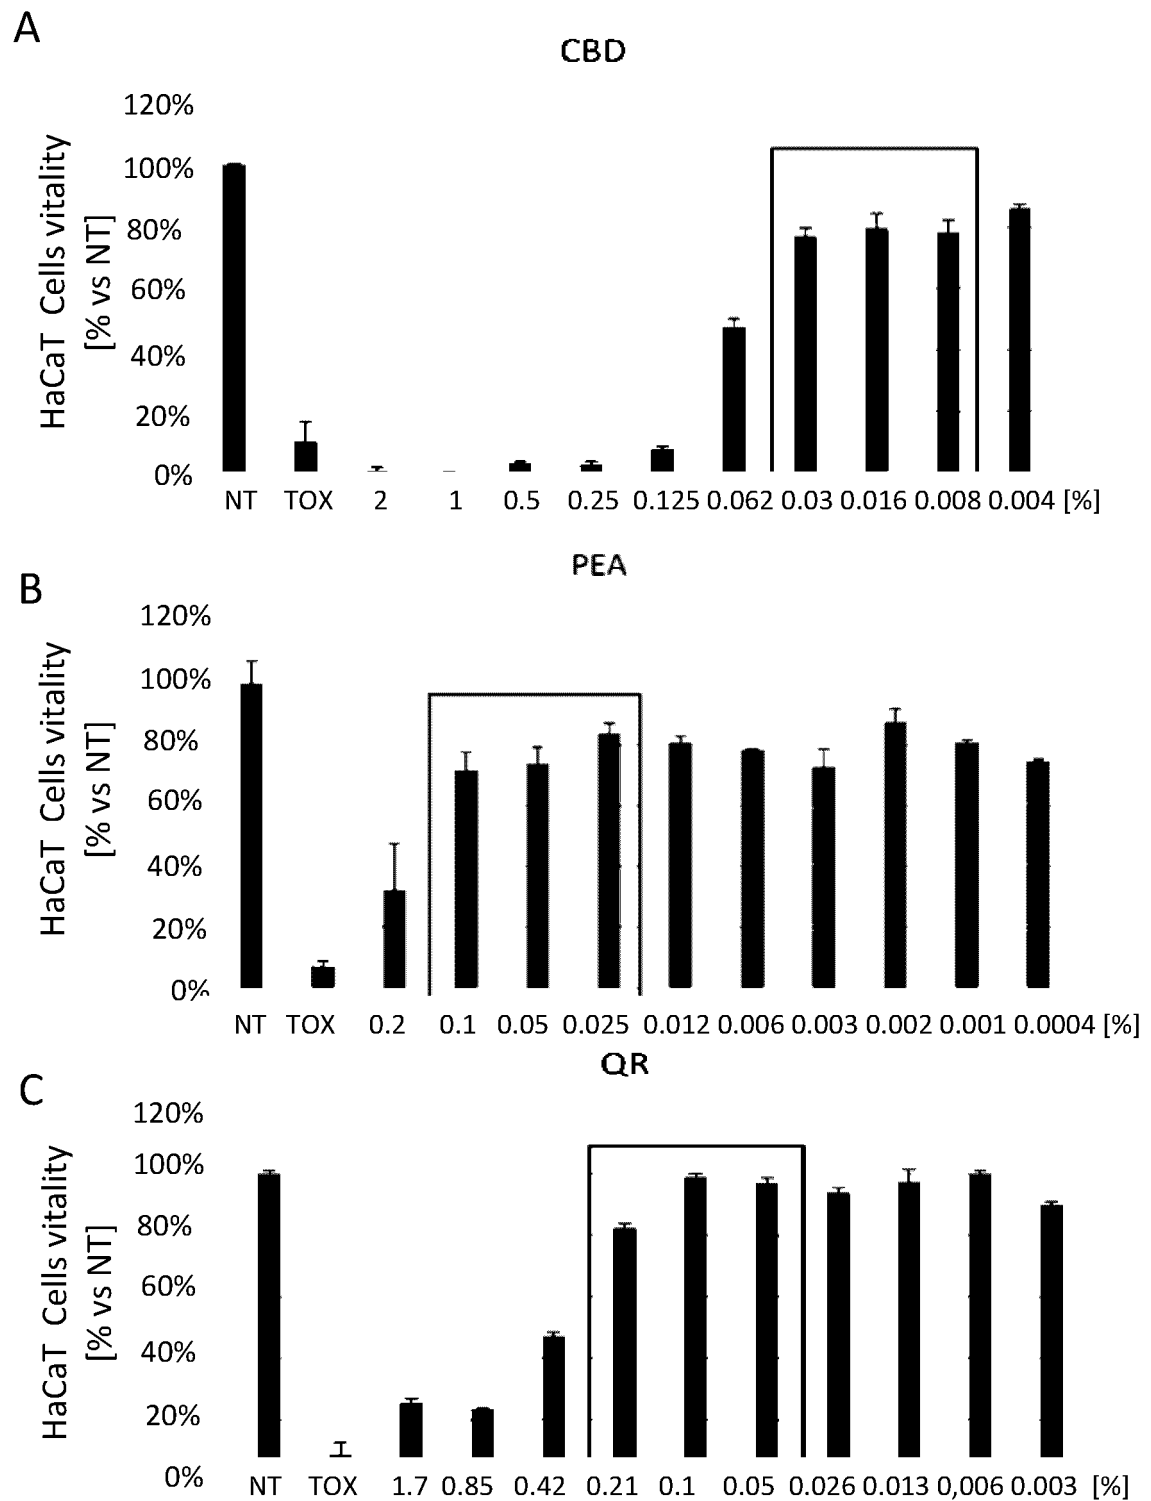 A
CBD
HaCaT Cells vitality
[% vs NT]
120%
100%
80%
60%
40%
20%
0%
NT TOX 2 1 0.5 0.25 0.125 0.062 0.03 0.016 0.008 0.004 [%]
B
PEA
HaCaT Cells vitality
[% vs NT]
120%
100%
80%
60%
40%
20%
0%
NT TOX 0.2 0.1 0.05 0.025 0.012 0.006 0.003 0.002 0.001 0.0004 [%]
C
QR
HaCaT Cells vitality
[% vs NT]
120%
100%
80%
60%
40%
20%
0%
NT TOX 1.7 0.85 0.42 0.21 0.1 0.05 0.026 0.013 0,006 0.003 [%]